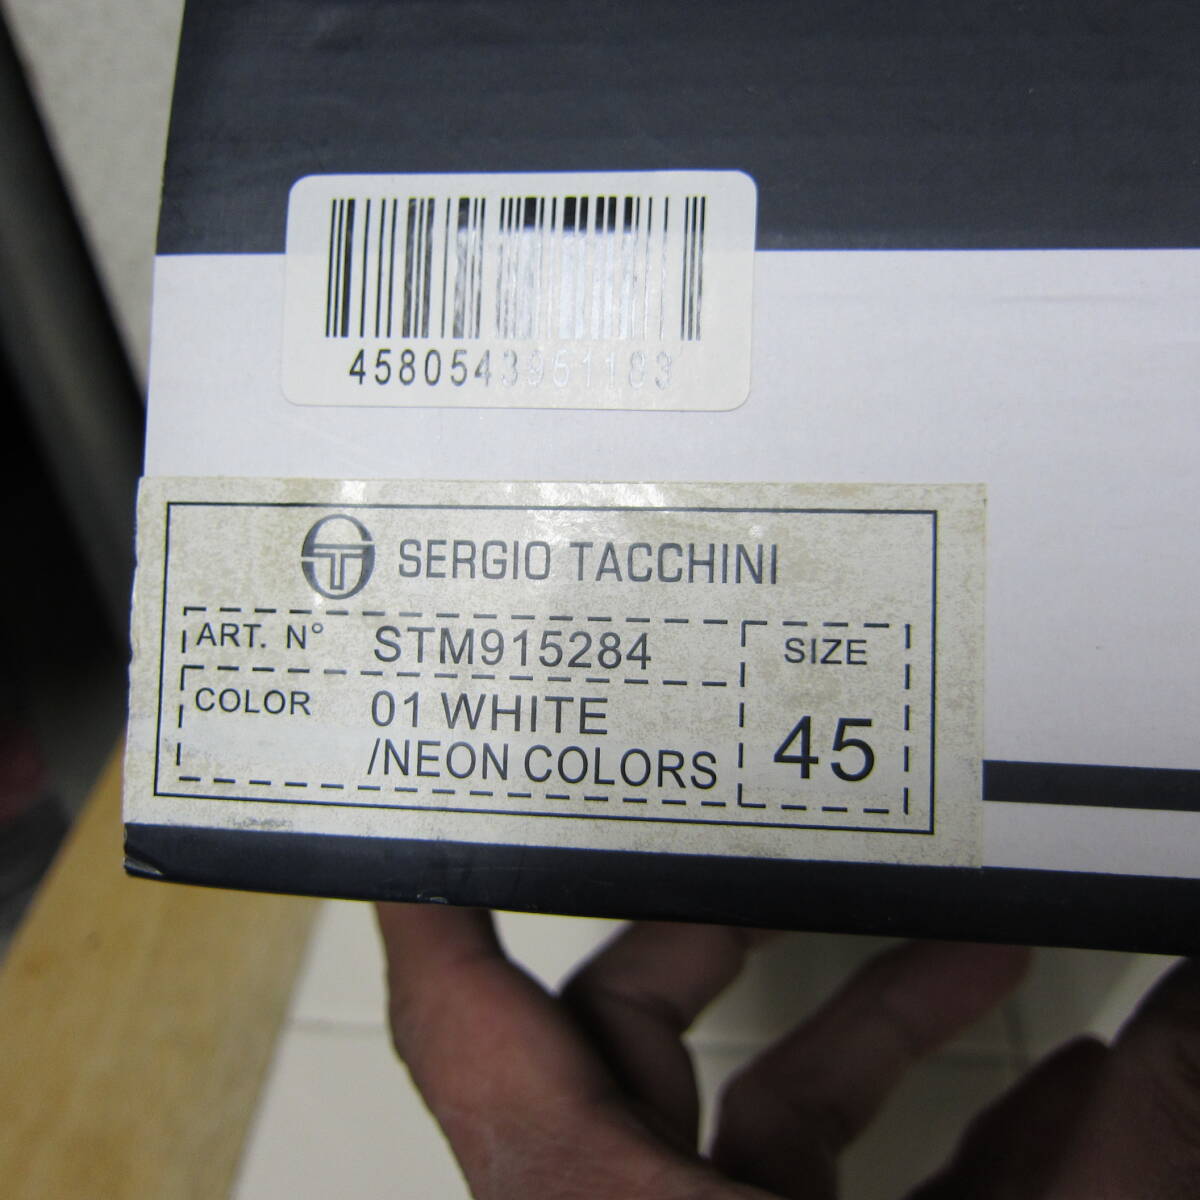 4580543961183
SERGIO TACCHINI
ART. N° STM915284
SIZE
COLOR 01 WHITE
/NEON COLORS
45